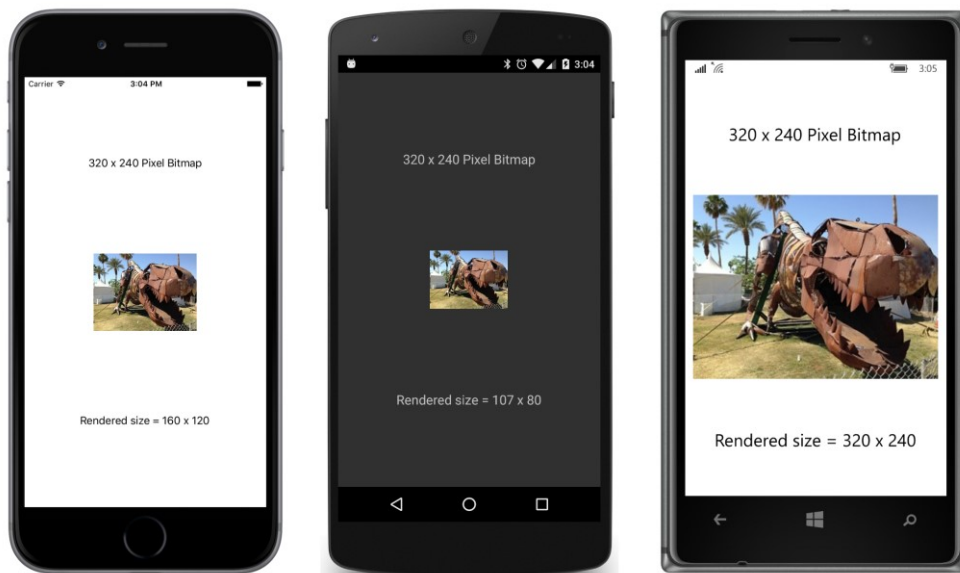 Carrier 3:04 PM
320 x 240 Pixel Bitmap
Rendered size = 160 x 120
3:04
320 x 240 Pixel Bitmap
Rendered size = 107 x 80
3:05
320 x 240 Pixel Bitmap
Rendered size = 320 x 240